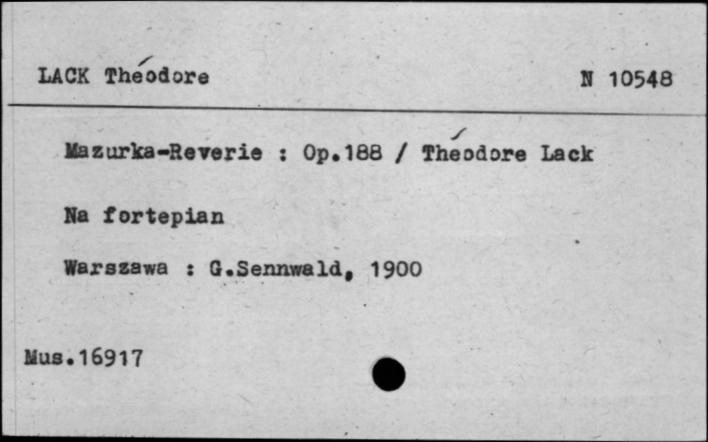 LACK Théodore N 10548
Mazurka-Reverie : Op.188 / Théodore Lack
Na fortepian
Warszawa : G.Sennwald, 1900
Mus.16917